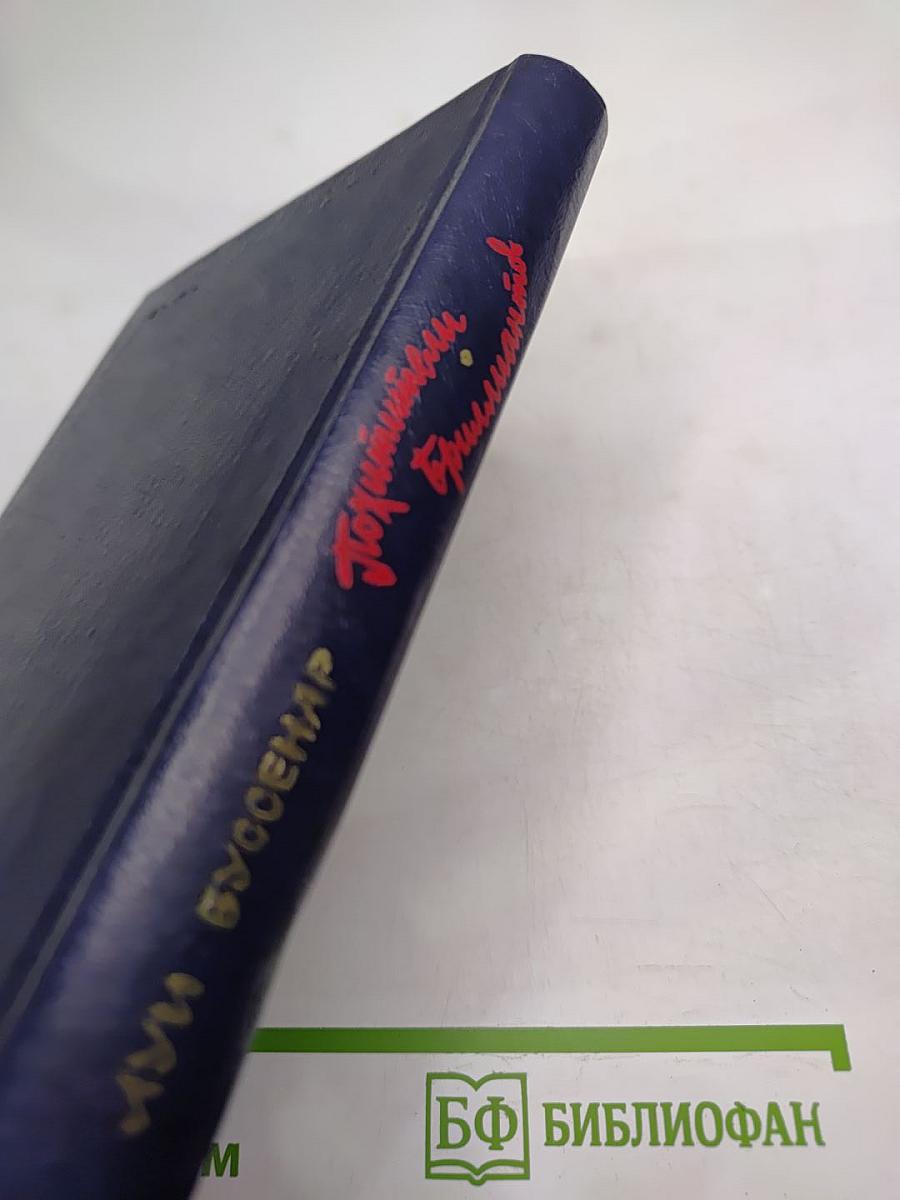 ЛУИ БУССЕНАР
Похитители
бриллиантов
БФ БИБЛИОФАН
М